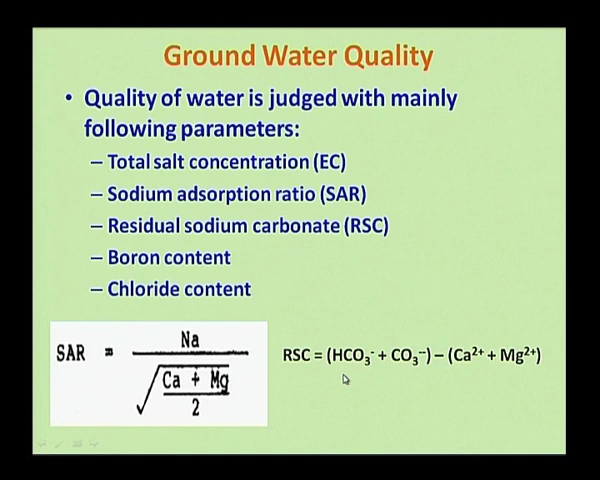 Ground Water Quality
• Quality of water is judged with mainly
following parameters:
– Total salt concentration (EC)
– Sodium adsorption ratio (SAR)
– Residual sodium carbonate (RSC)
– Boron content
– Chloride content
SAR = Na / √((Ca + Mg) / 2)
RSC = (HCO₃⁻ + CO₃⁻⁻) – (Ca²⁺ + Mg²⁺)